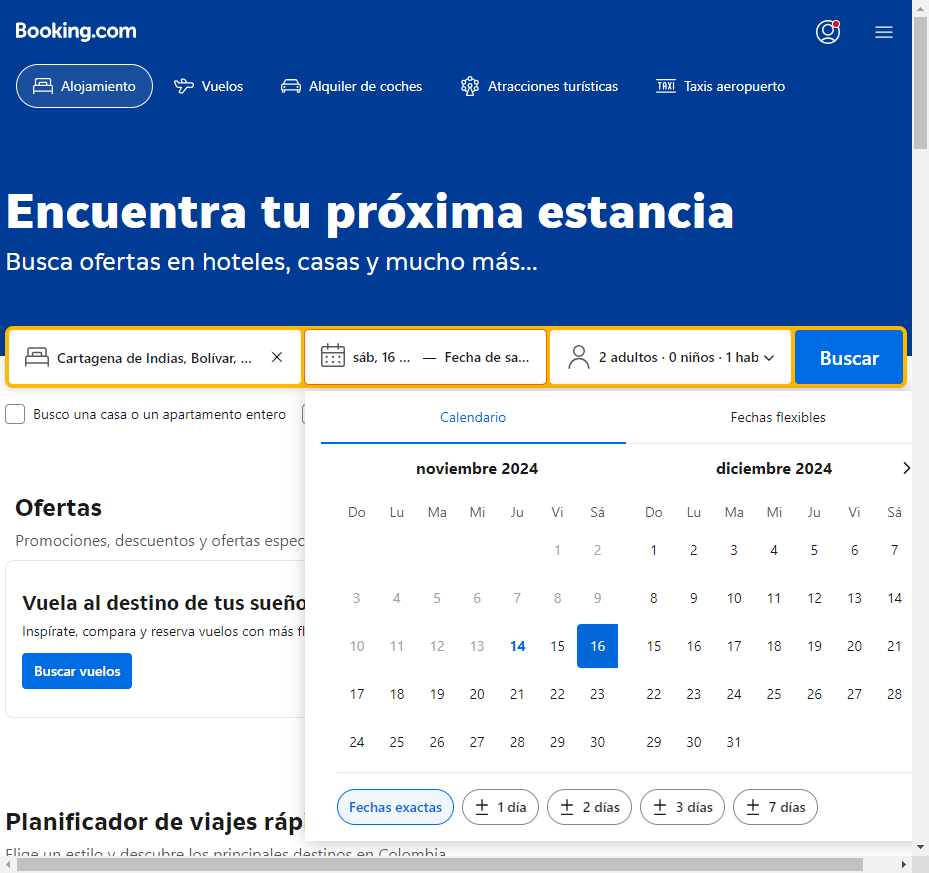 Booking.com
Alojamiento
Vuelos
Alquiler de coches
Atracciones turísticas
TAXI
Taxis aeropuerto
Encuentra tu próxima estancia
Busca ofertas en hoteles, casas y mucho más...
Cartagena de Indias, Bolívar, ...
sáb, 16 ... — Fecha de sa...
2 adultos · 0 niños · 1 hab
Buscar
Busco una casa o un apartamento entero
Calendario
Fechas flexibles
noviembre 2024
diciembre 2024
Do Lu Ma Mi Ju Vi Sá
Do Lu Ma Mi Ju Vi Sá
1 2
1 2 3 4 5 6 7
3 4 5 6 7 8 9
8 9 10 11 12 13 14
10 11 12 13 14 15 16
15 16 17 18 19 20 21
17 18 19 20 21 22 23
22 23 24 25 26 27 28
24 25 26 27 28 29 30
29 30 31
Fechas exactas
± 1 día
± 2 días
± 3 días
± 7 días
Ofertas
Promociones, descuentos y ofertas espec
Vuela al destino de tus sueño
Inspírate, compara y reserva vuelos con más fl
Buscar vuelos
Planificador de viajes rápi
Elige un estilo y descubre los principales destinos en Colombia